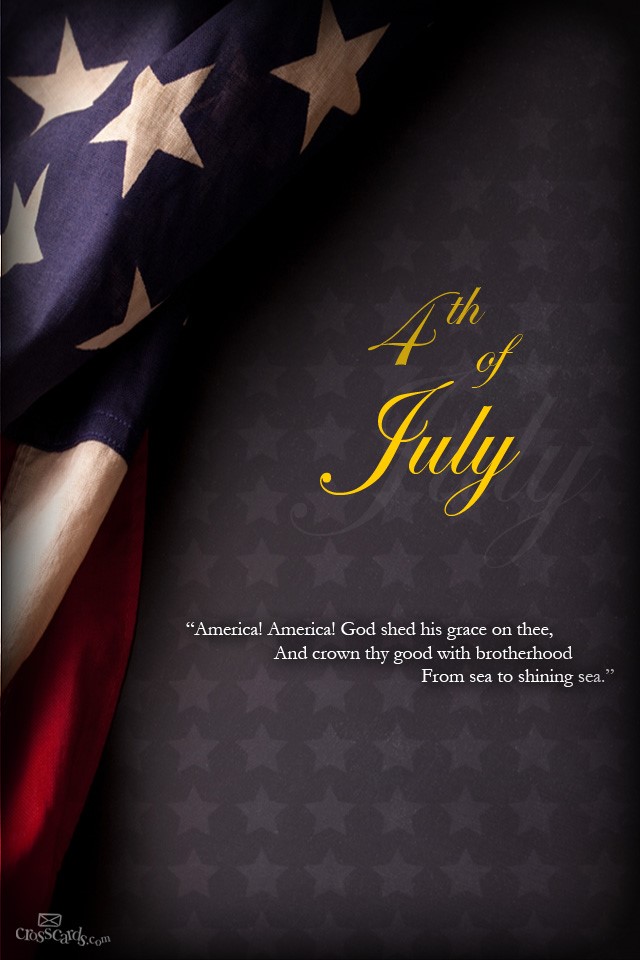 4th
of
July
“America! America! God shed his grace on thee,
And crown thy good with brotherhood
From sea to shining sea.”
crosscards.com